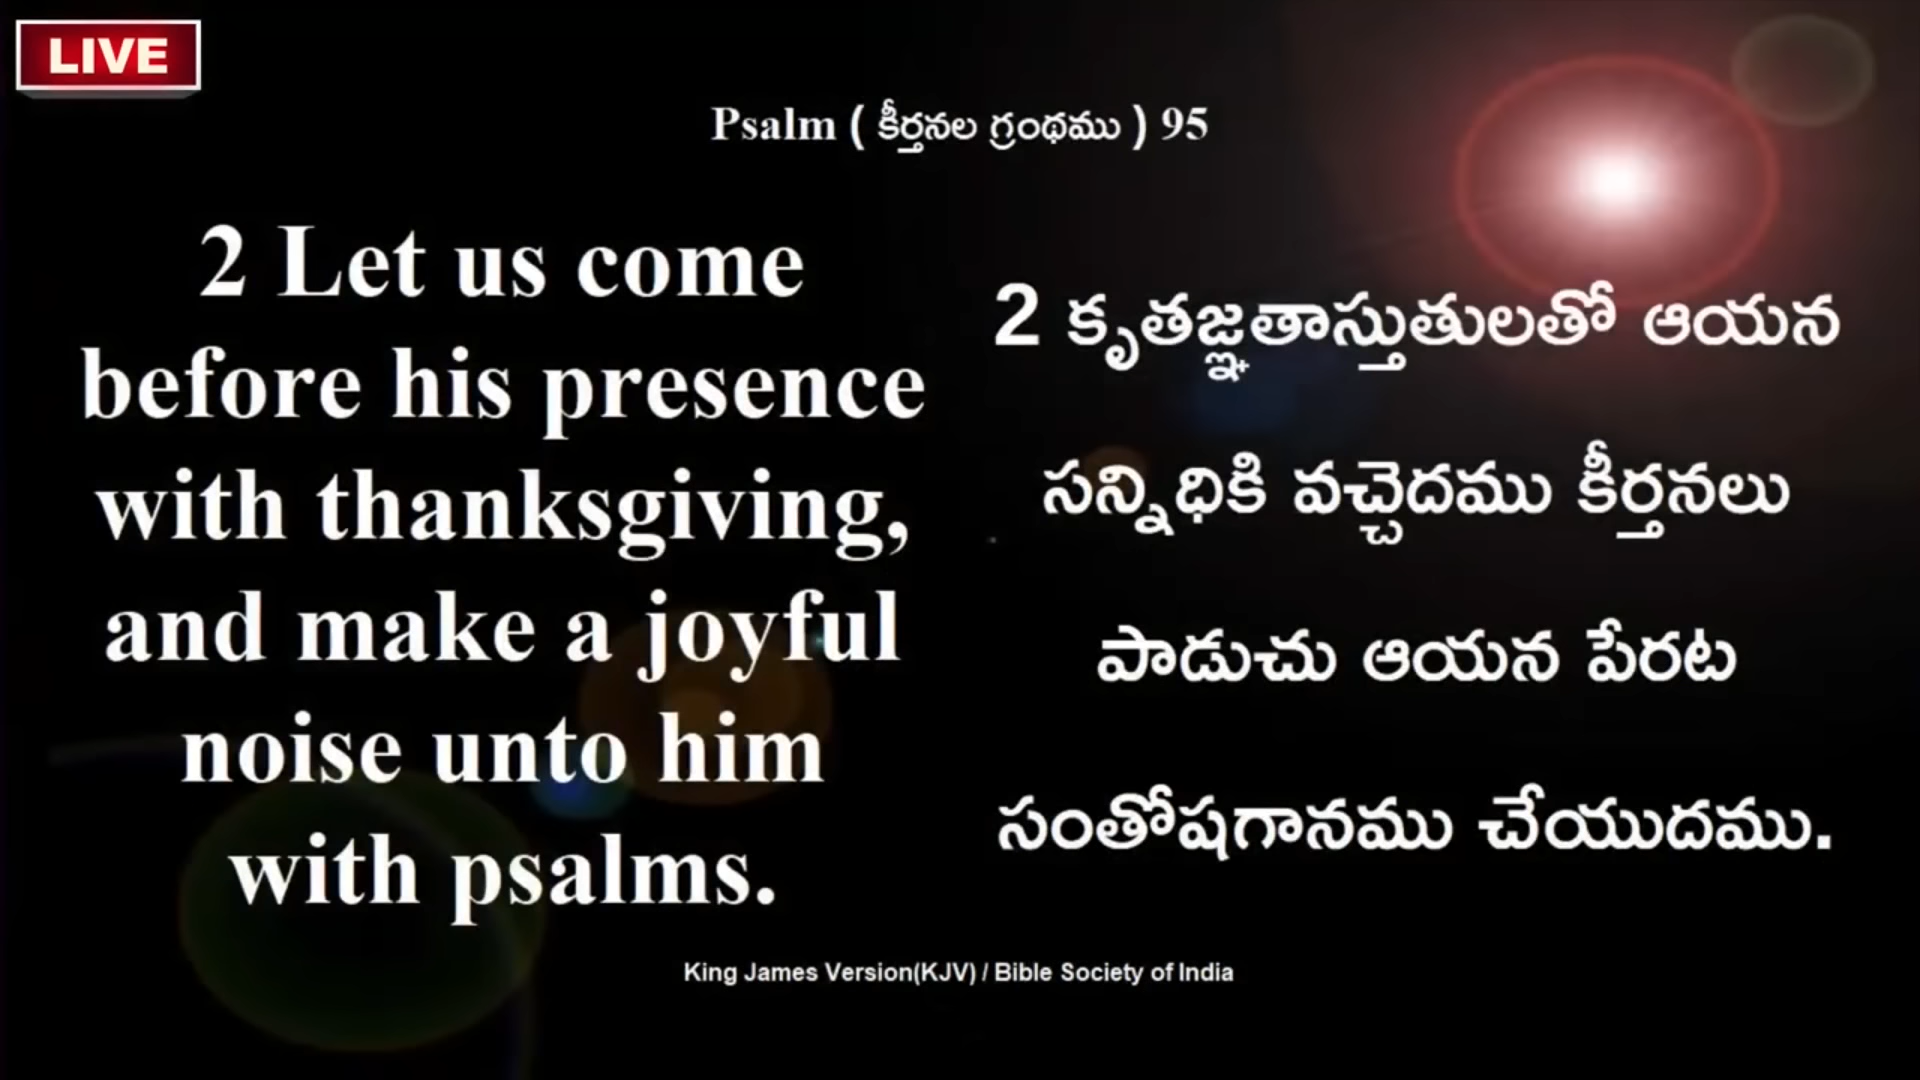 LIVE
Psalm ( కీర్తనల గ్రంథము ) 95
2 Let us come
before his presence
with thanksgiving,
and make a joyful
noise unto him
with psalms.
2 కృతజ్ఞతాస్తుతులతో ఆయన
సన్నిధికి వచ్చెదము కీర్తనలు
పాడుచు ఆయన పేరట
సంతోషగానము చేయుదము.
King James Version(KJV) / Bible Society of India